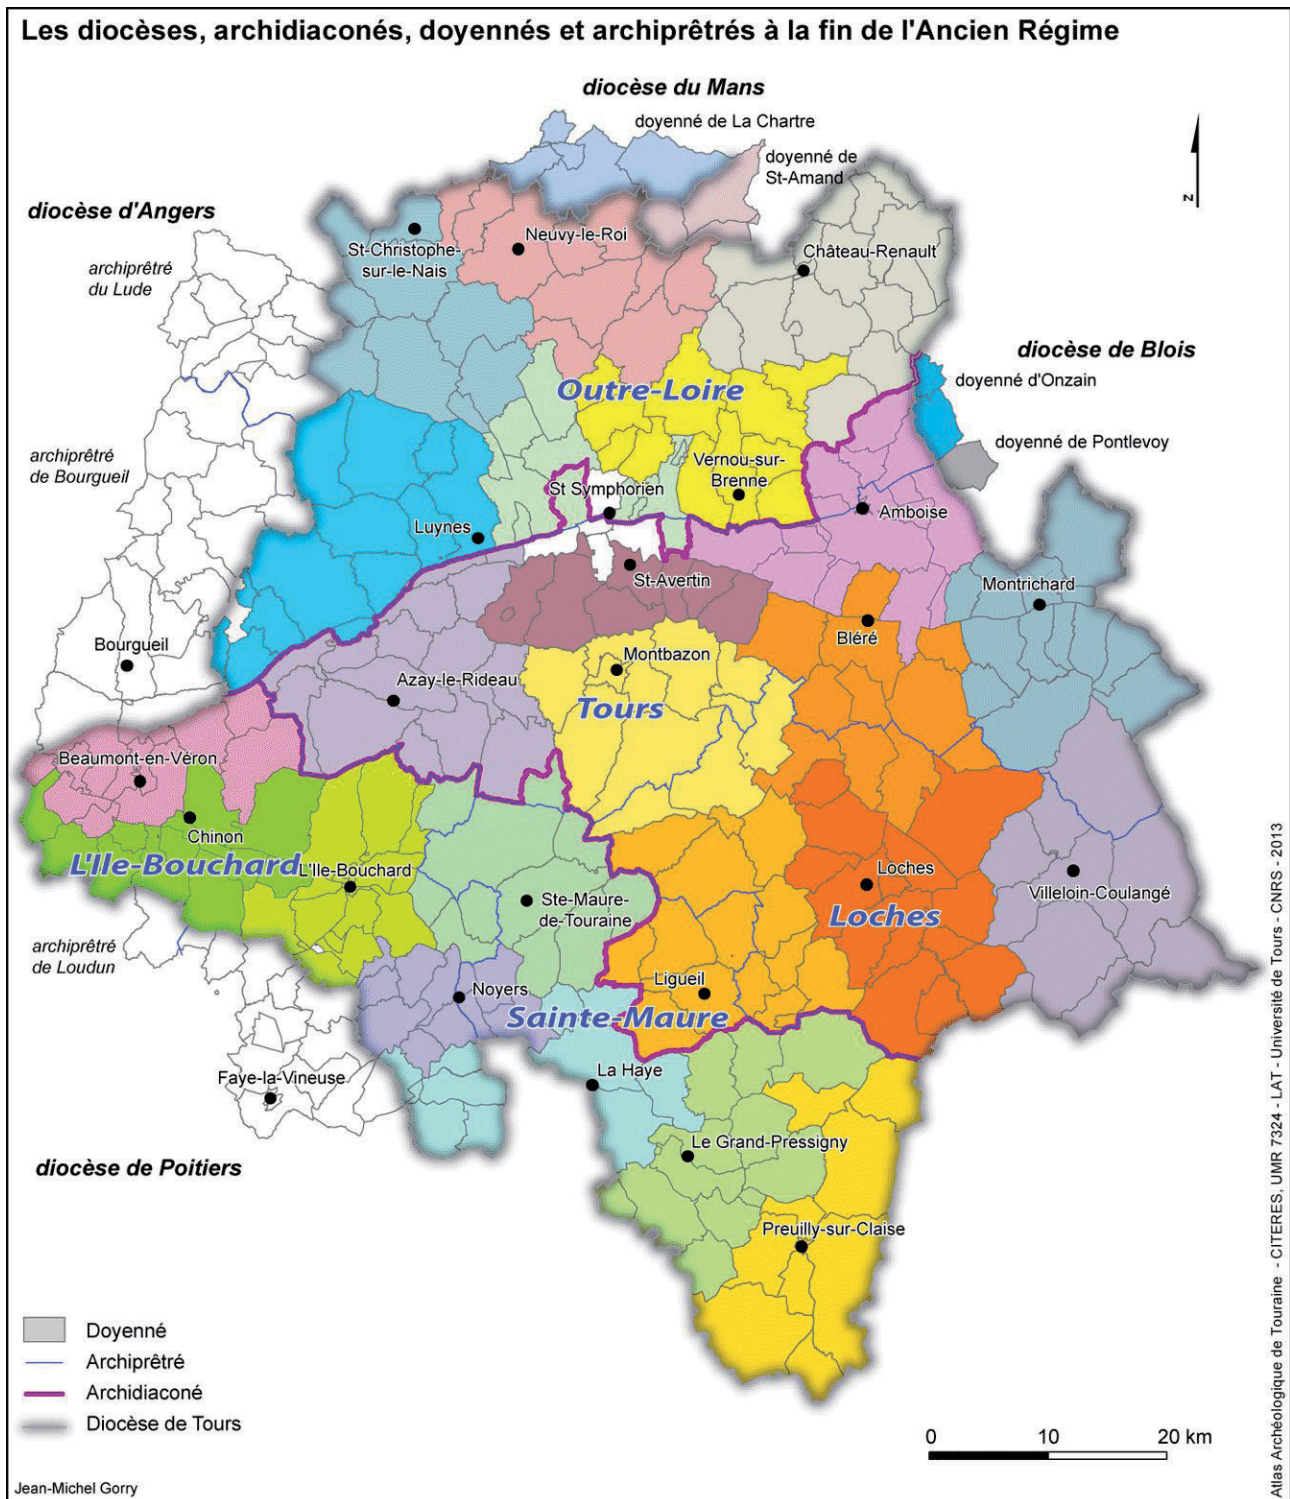 Les diocèses, archidiaconés, doyennés et archiprêtrés à la fin de l'Ancien Régime
diocèse du Mans
doyenné de La Chartre
doyenné de
St-Amand
N
diocèse d'Angers
archiprêtré
du Lude
St-Christophe-
sur-le-Nais
Neuvy-le-Roi
Château-Renault
diocèse de Blois
doyenné d'Onzain
Outre-Loire
doyenné de Pontlevoy
archiprêtré
de Bourgueil
Vernou-sur-
Brenne
St Symphorien
Amboise
Luynes
St-Avertin
Montrichard
Bléré
Bourgueil
Montbazon
Azay-le-Rideau
Tours
Beaumont-en-Véron
Chinon
L'Ile-Bouchard
L'Ile-Bouchard
Loches
Villeloin-Coulangé
Ste-Maure-
de-Touraine
Loches
archiprêtré
de Loudun
Ligueil
Noyers
Sainte-Maure
La Haye
Faye-la-Vineuse
Le Grand-Pressigny
diocèse de Poitiers
Preuilly-sur-Claise
Doyenné
Archiprêtré
Archidiaconé
Diocèse de Tours
0 10 20 km
Jean-Michel Gorry
Atlas Archéologique de Touraine - CITERES, UMR 7324 - LAT - Université de Tours - CNRS - 2013